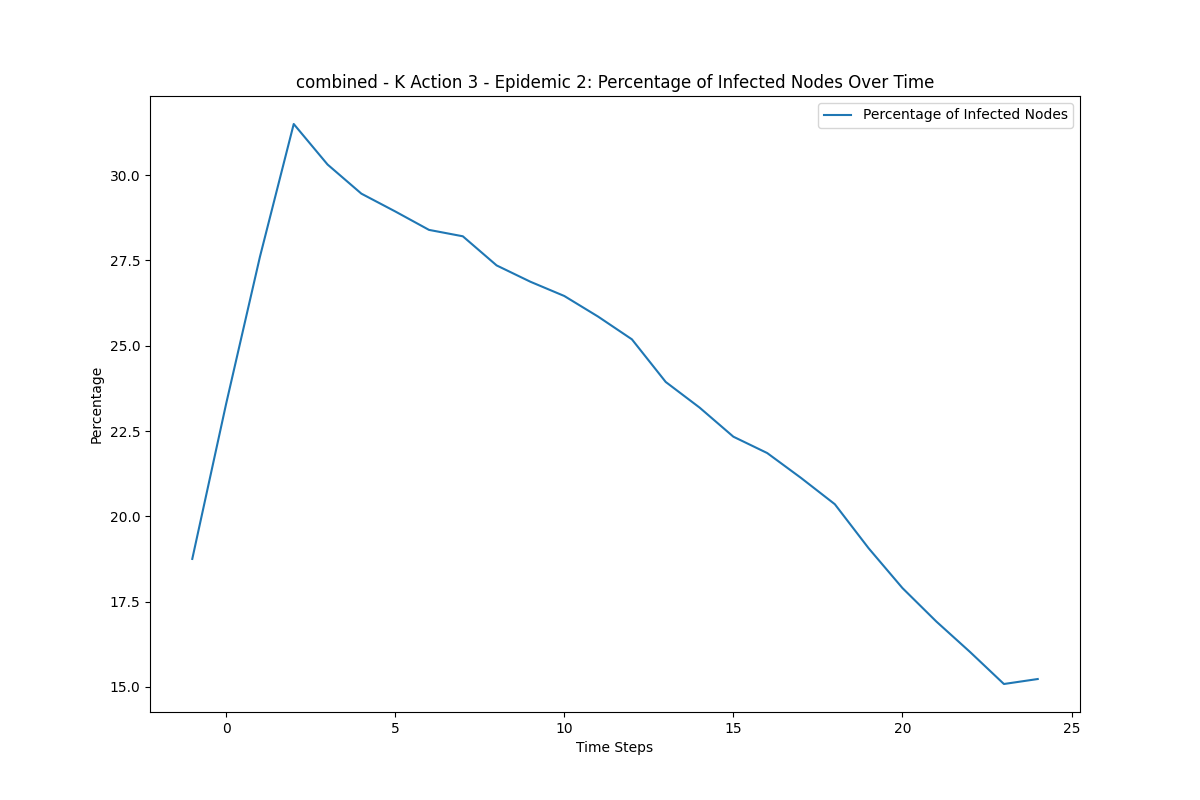 combined - K Action 3 - Epidemic 2: Percentage of Infected Nodes Over Time
Percentage of Infected Nodes
30.0
27.5
25.0
22.5
20.0
17.5
15.0
Percentage
0 5 10 15 20 25
Time Steps